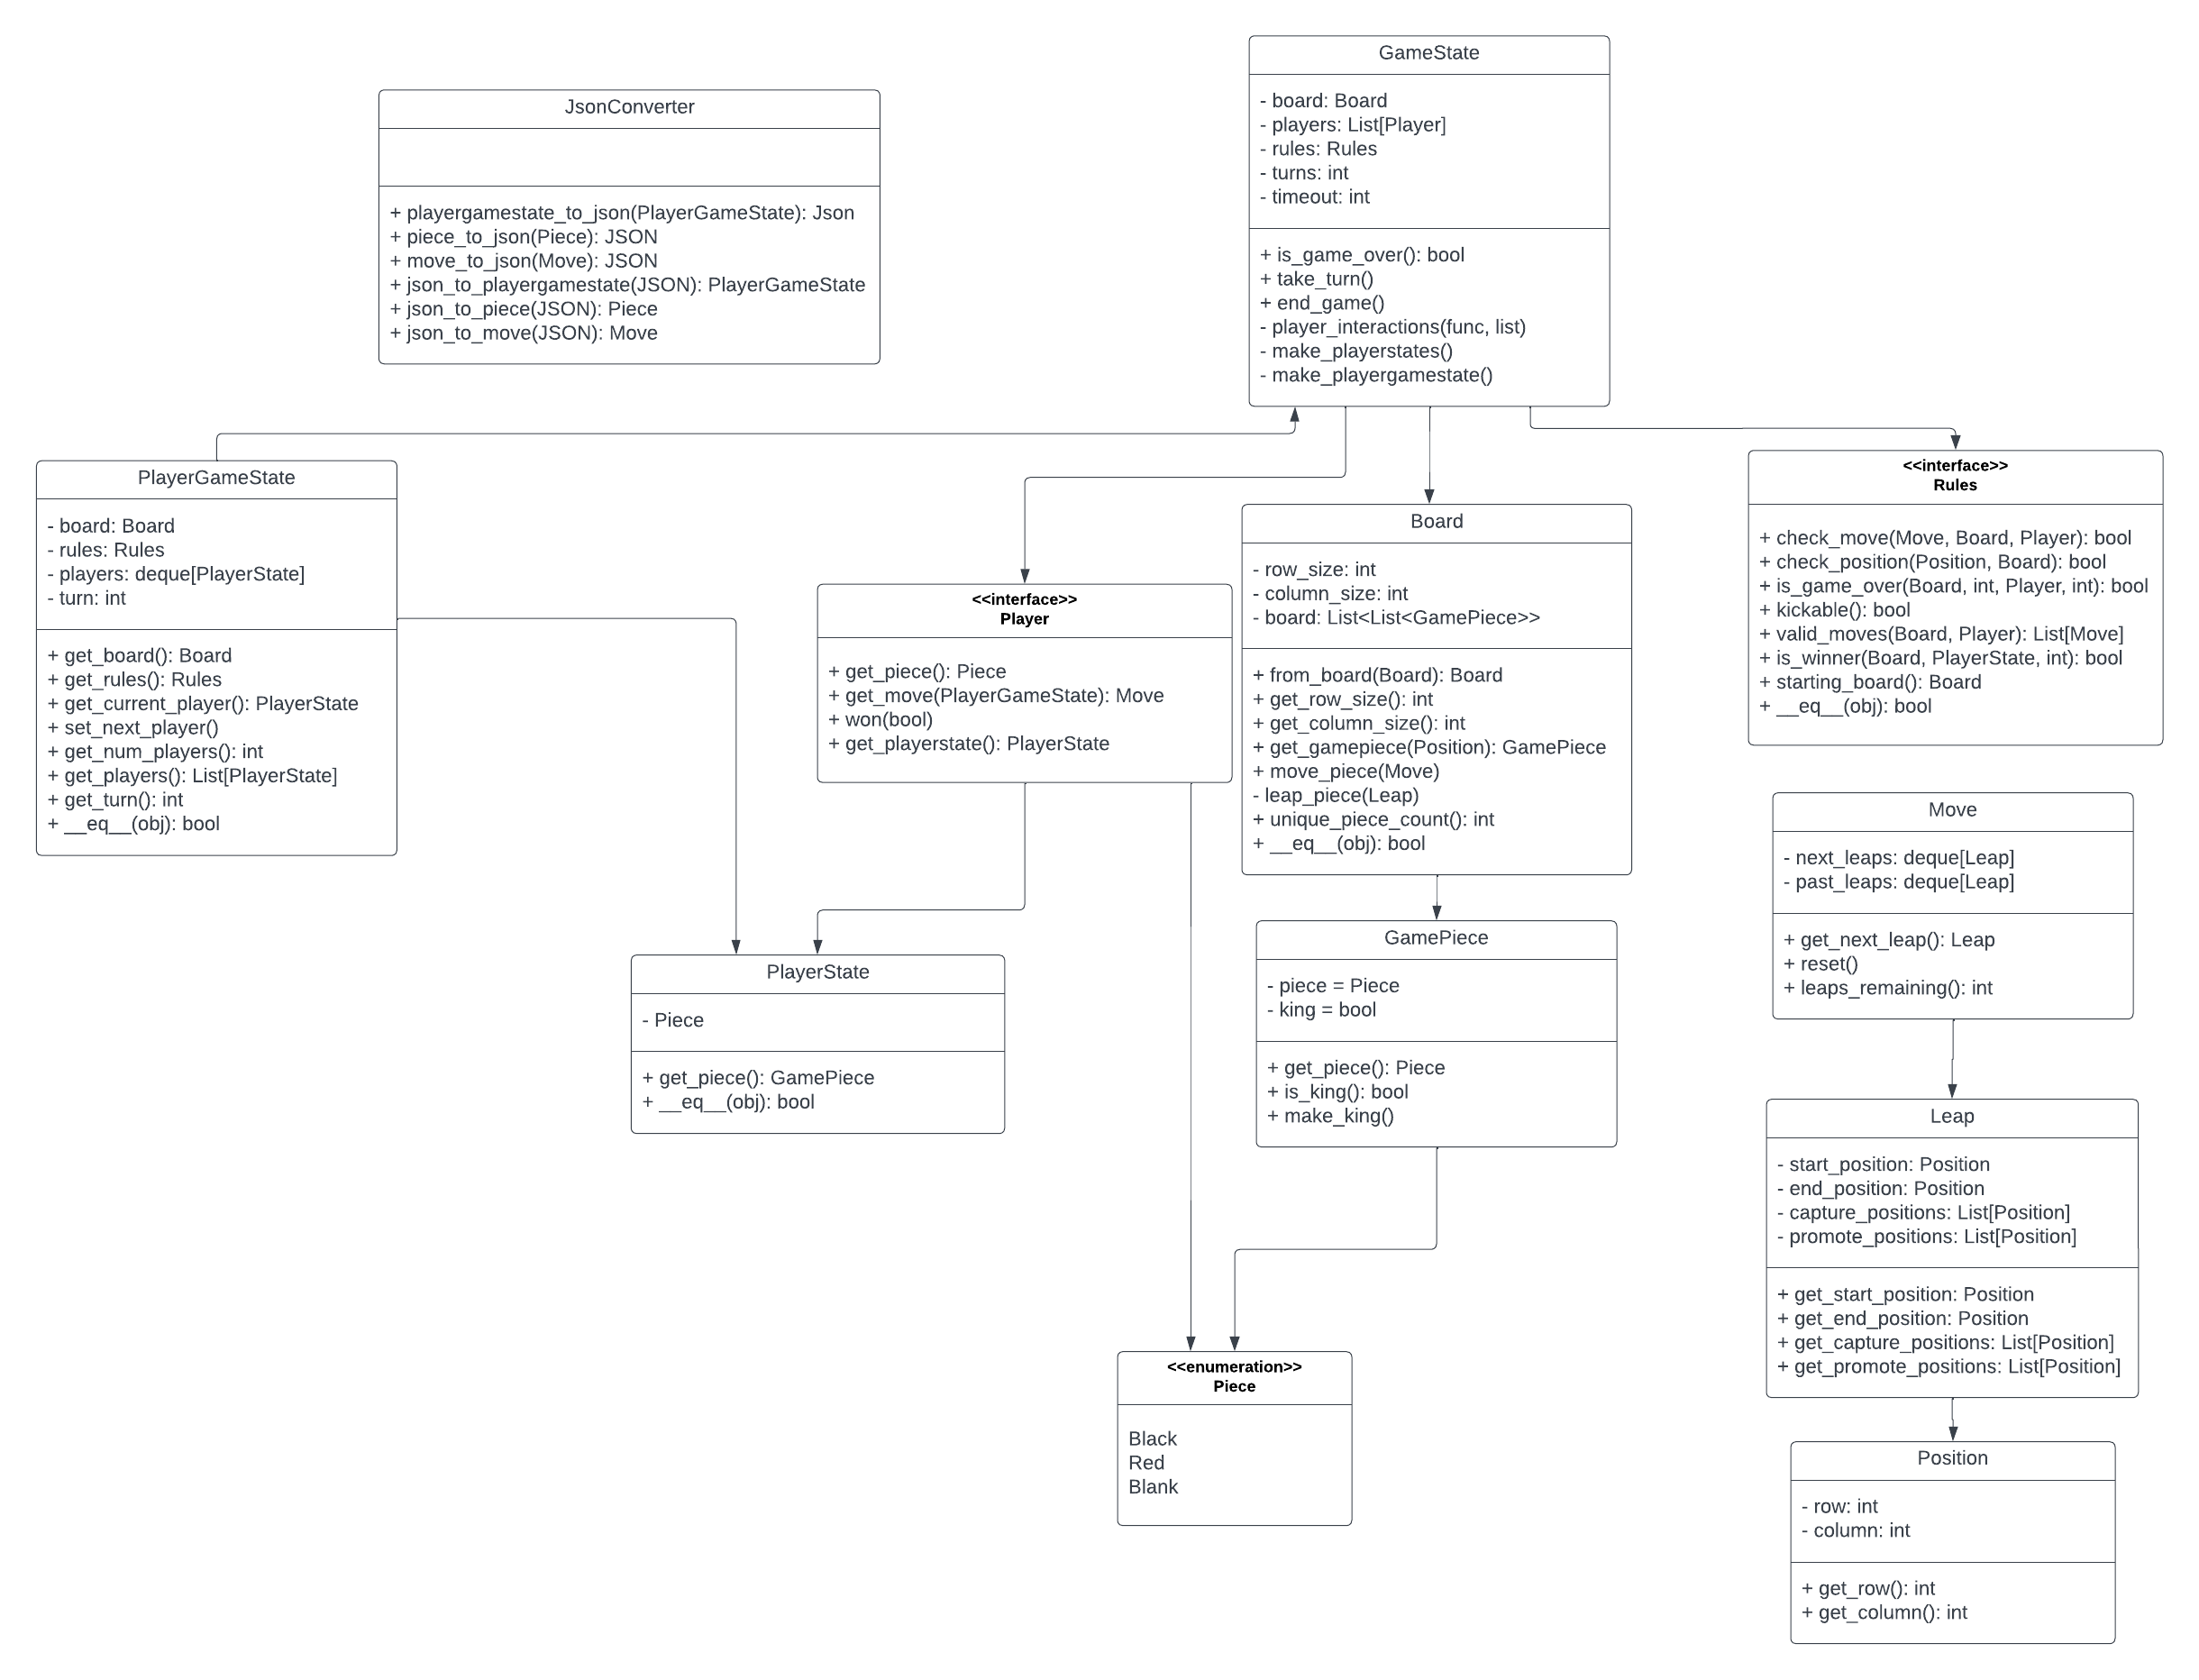 GameState
- board: Board
- players: List[Player]
- rules: Rules
- turns: int
- timeout: int
+ is_game_over(): bool
+ take_turn()
+ end_game()
- player_interactions(func, list)
- make_playerstates()
- make_playergamestate()
JsonConverter
+ playergamestate_to_json(PlayerGameState): Json
+ piece_to_json(Piece): JSON
+ move_to_json(Move): JSON
+ json_to_playergamestate(JSON): PlayerGameState
+ json_to_piece(JSON): Piece
+ json_to_move(JSON): Move
PlayerGameState
- board: Board
- rules: Rules
- players: deque[PlayerState]
- turn: int
+ get_board(): Board
+ get_rules(): Rules
+ get_current_player(): PlayerState
+ set_next_player()
+ get_num_players(): int
+ get_players(): List[PlayerState]
+ get_turn(): int
+ __eq__(obj): bool
<<interface>>
Player
+ get_piece(): Piece
+ get_move(PlayerGameState): Move
+ won(bool)
+ get_playerstate(): PlayerState
Board
- row_size: int
- column_size: int
- board: List<List<GamePiece>>
+ from_board(Board): Board
+ get_row_size(): int
+ get_column_size(): int
+ get_gamepiece(Position): GamePiece
+ move_piece(Move)
- leap_piece(Leap)
+ unique_piece_count(): int
+ __eq__(obj): bool
<<interface>>
Rules
+ check_move(Move, Board, Player): bool
+ check_position(Position, Board): bool
+ is_game_over(Board, int, Player, int): bool
+ kickable(): bool
+ valid_moves(Board, Player): List[Move]
+ is_winner(Board, PlayerState, int): bool
+ starting_board(): Board
+ __eq__(obj): bool
Move
- next_leaps: deque[Leap]
- past_leaps: deque[Leap]
+ get_next_leap(): Leap
+ reset()
+ leaps_remaining(): int
PlayerState
- Piece
+ get_piece(): GamePiece
+ __eq__(obj): bool
GamePiece
- piece = Piece
- king = bool
+ get_piece(): Piece
+ is_king(): bool
+ make_king()
Leap
- start_position: Position
- end_position: Position
- capture_positions: List[Position]
- promote_positions: List[Position]
+ get_start_position: Position
+ get_end_position: Position
+ get_capture_positions: List[Position]
+ get_promote_positions: List[Position]
<<enumeration>>
Piece
Black
Red
Blank
Position
- row: int
- column: int
+ get_row(): int
+ get_column(): int